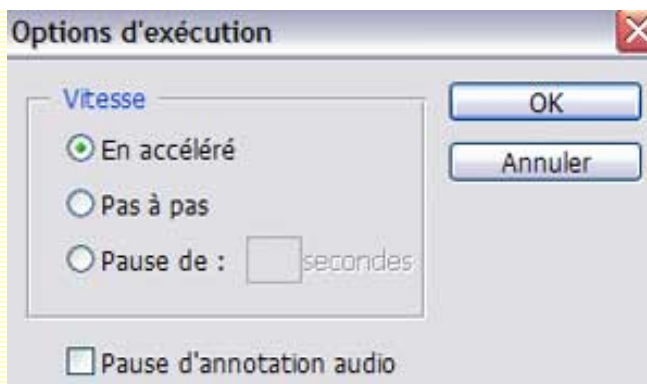 Options d'exécution
Vitesse
OK
En accéléré
Annuler
Pas à pas
Pause de : secondes
Pause d'annotation audio